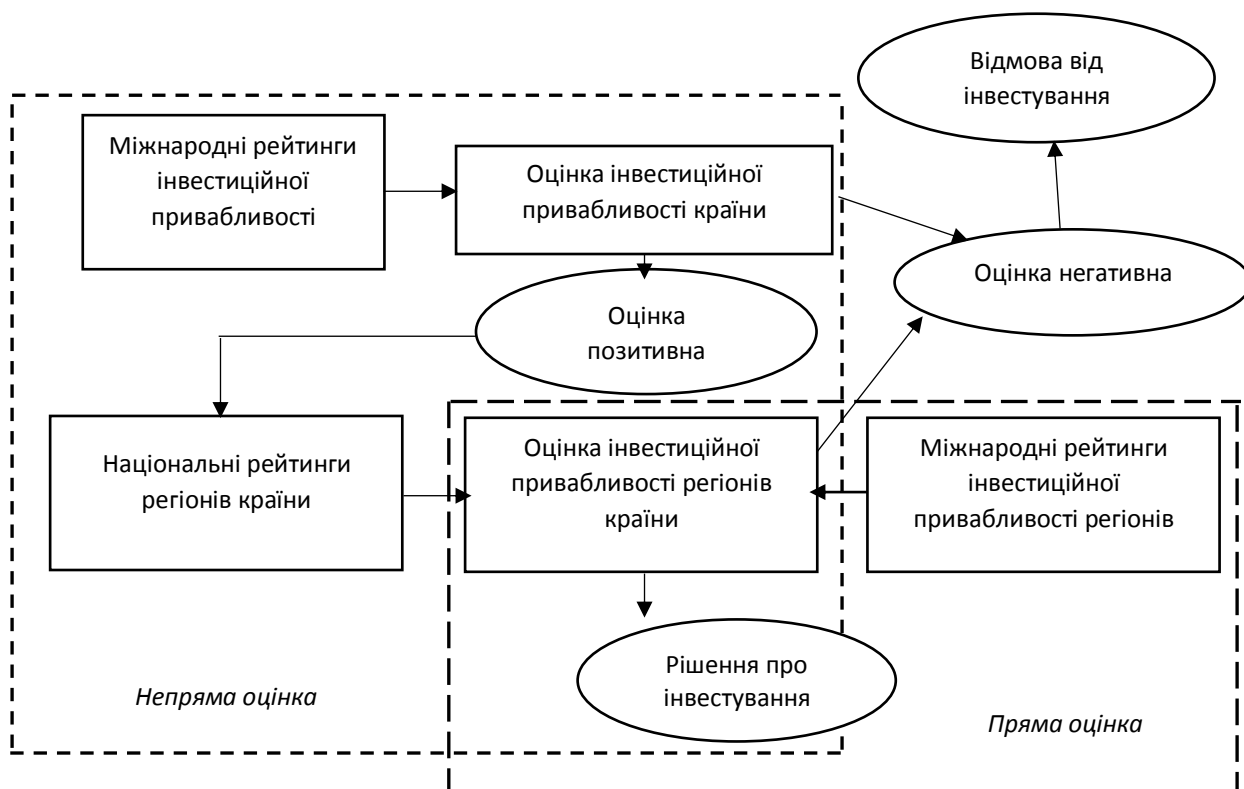 Відмова від
інвестування
Міжнародні рейтинги
інвестиційної
привабливості
Оцінка інвестиційної
привабливості країни
Оцінка негативна
Оцінка
позитивна
Національні рейтинги
регіонів країни
Оцінка інвестиційної
привабливості регіонів
країни
Міжнародні рейтинги
інвестиційної
привабливості регіонів
Рішення про
інвестування
Непряма оцінка
Пряма оцінка